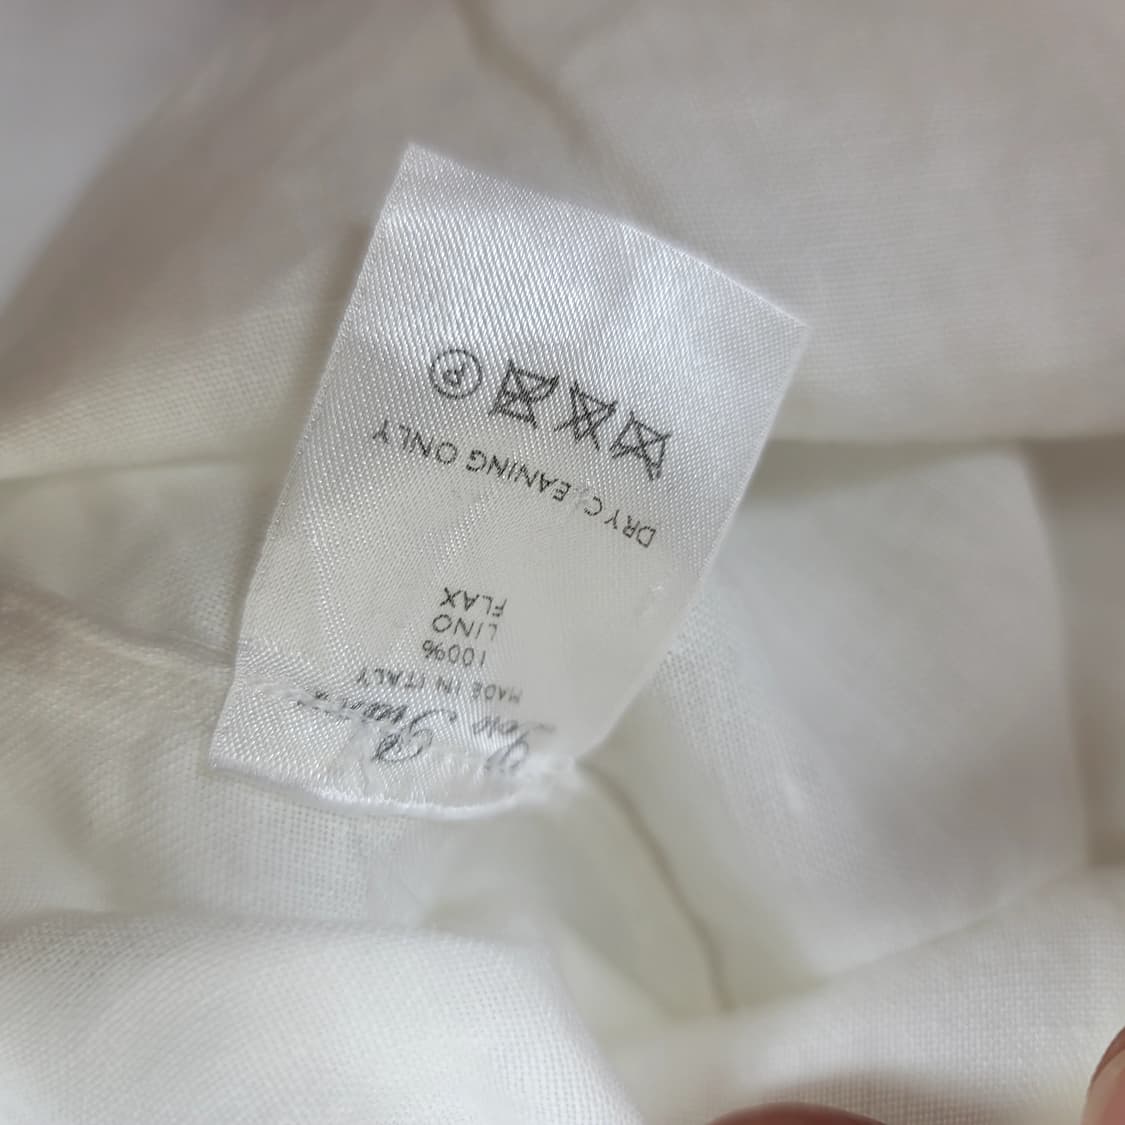 MADE IN ITALY
100%
LINO
FLAX
DRY CLEANING ONLY
P